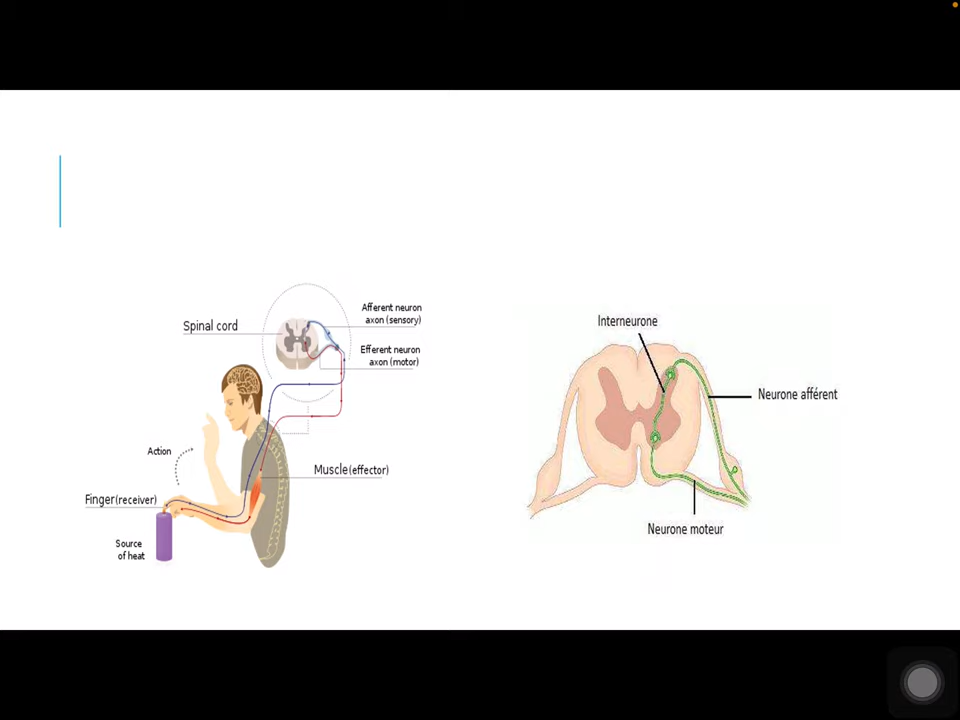 Afferent neuron
axon (sensory)
Spinal cord
Efferent neuron
axon (motor)
Action
Muscle(effector)
Finger(receiver)
Source
of heat
Interneurone
Neurone afférent
Neurone moteur